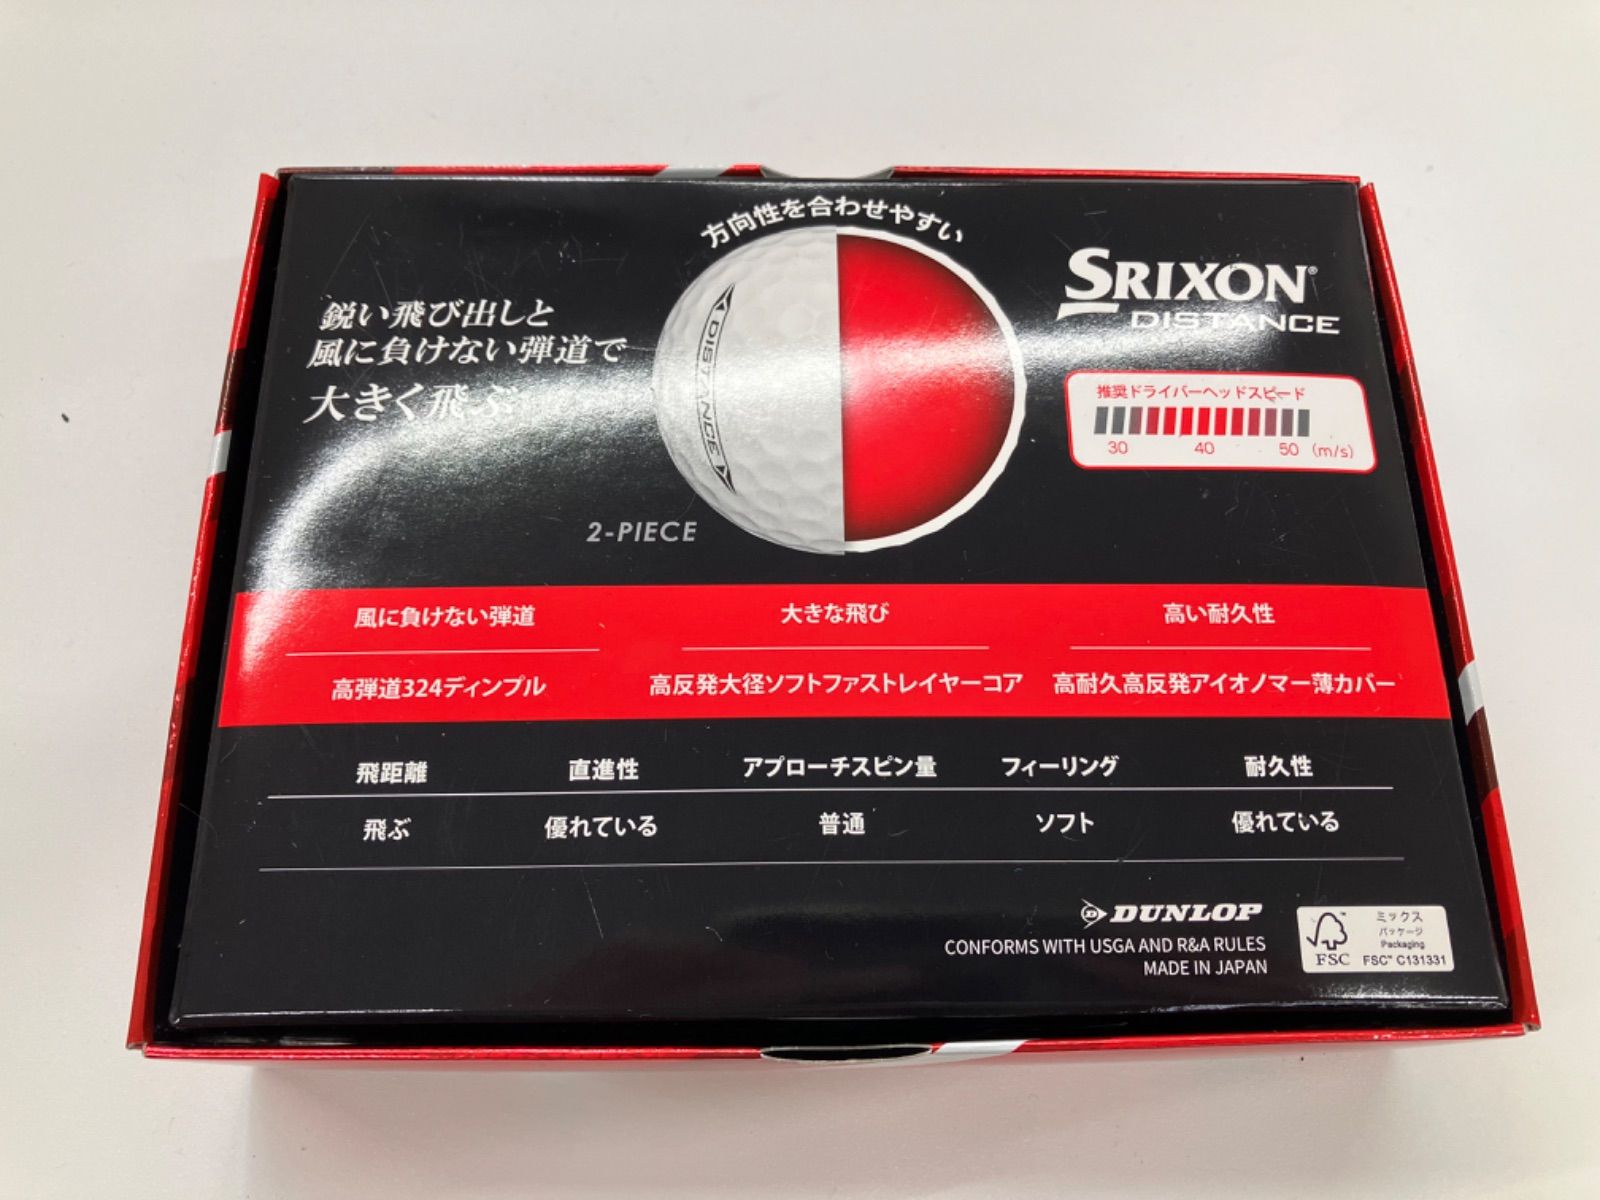 方向性を合わせやすい
鋭い飛び出しと
風に負けない弾道で
大きく飛ぶ
SRIXON®
DISTANCE
DISTANCE
推奨ドライバーヘッドスピード
30 40 50 (m/s)
2-PIECE
風に負けない弾道 大きな飛び 高い耐久性
高弾道324ディンプル 高反発大径ソフトファストレイヤーコア 高耐久高反発アイオノマー薄カバー
飛距離 直進性 アプローチスピン量 フィーリング 耐久性
飛ぶ 優れている 普通 ソフト 優れている
DUNLOP
CONFORMS WITH USGA AND R&A RULES
MADE IN JAPAN
FSC
ミックス
パッケージ
Packaging
FSC™ C131331